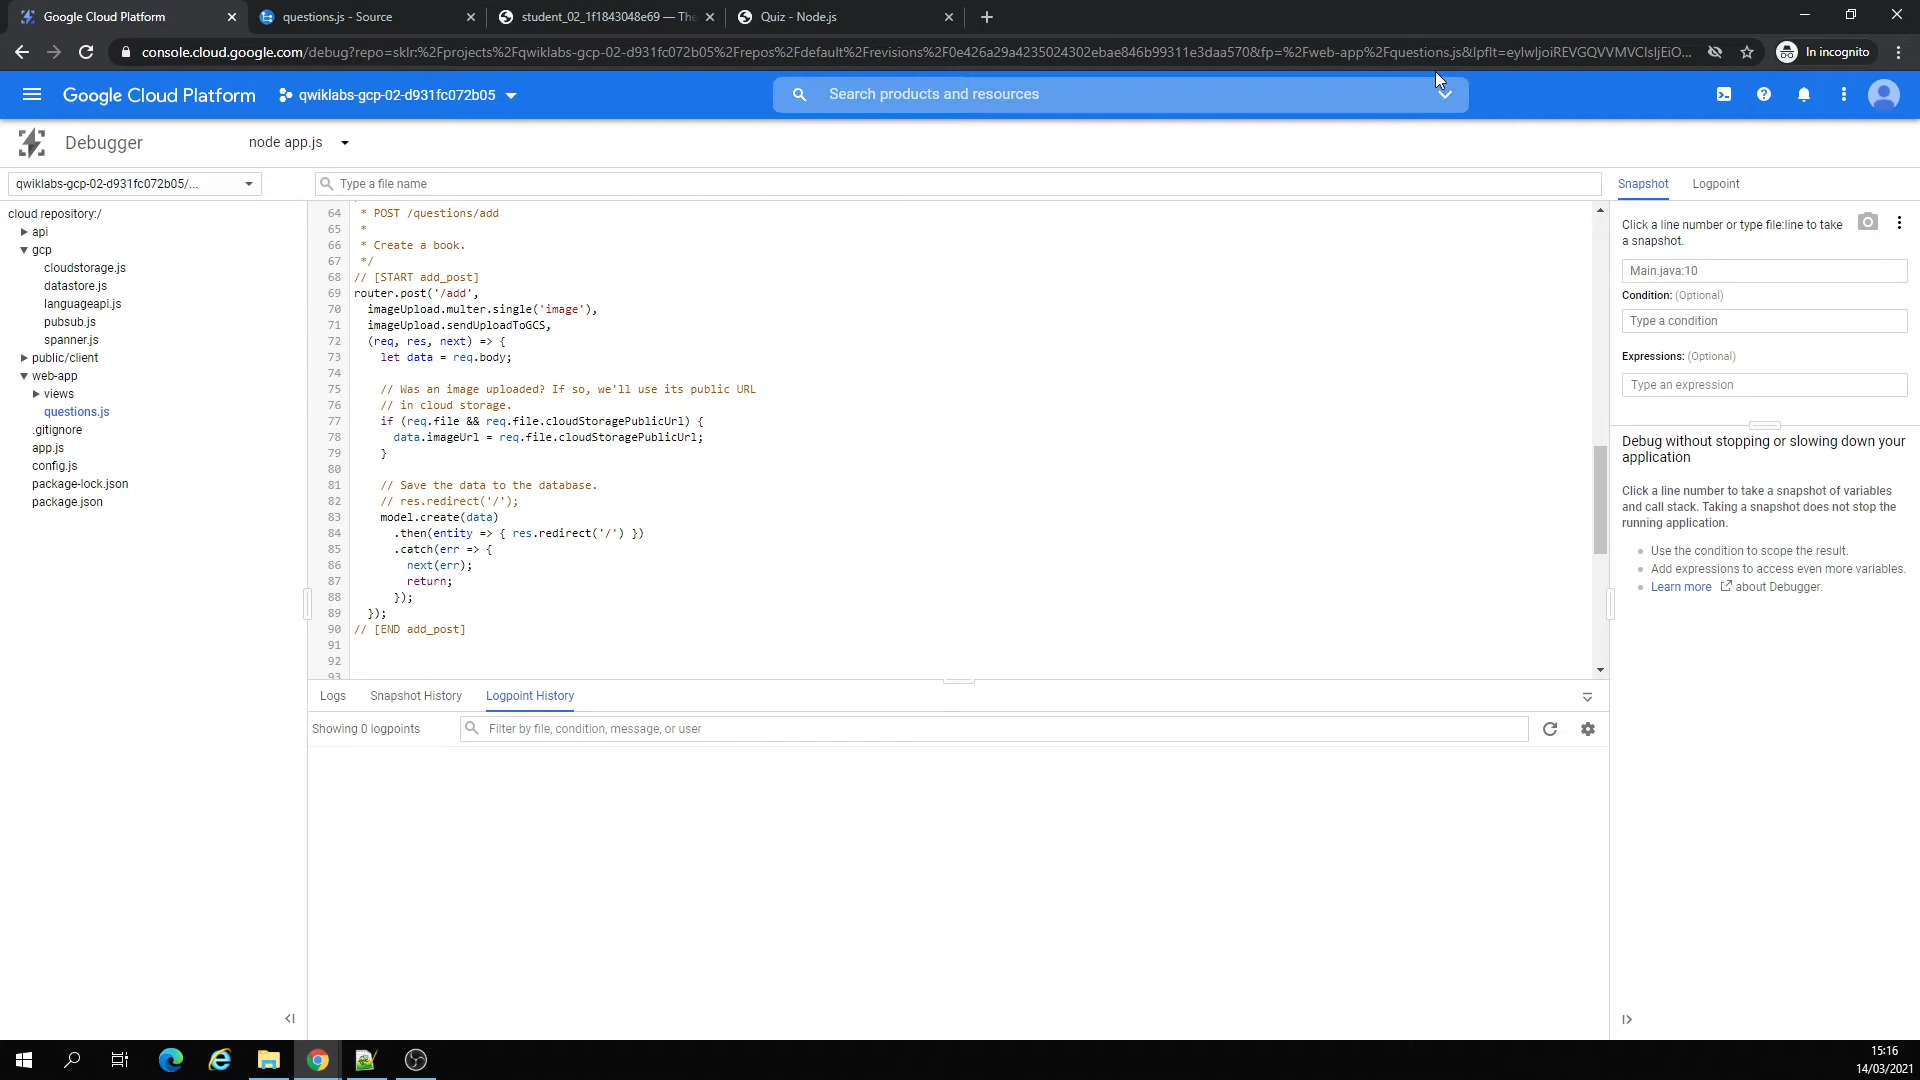 Google Cloud Platform
questions.js - Source
student_02_1f1843048e69 — The
Quiz - Node.js
console.cloud.google.com/debug?repo=sklr:%2Fprojects%2Fqwiklabs-gcp-02-d931fc072b05%2Frepos%2Fdefault%2Frevisions%2F0e426a29a4235024302ebae846b99311e3daa570&fp=%2Fweb-app%2Fquestions.js&lpflt=eyIwIjoiREVGQVVMVCIsIjEiO...
In incognito
Google Cloud Platform
qwiklabs-gcp-02-d931fc072b05
Search products and resources
Debugger
node app.js
qwiklabs-gcp-02-d931fc072b05/...
Type a file name
cloud repository:/
api
gcp
cloudstorage.js
datastore.js
languageapi.js
pubsub.js
spanner.js
public/client
web-app
views
questions.js
.gitignore
app.js
config.js
package-lock.json
package.json
64 * POST /questions/add
65 *
66 * Create a book.
67 */
68 // [START add_post]
69 router.post('/add',
70 imageUpload.multer.single('image'),
71 imageUpload.sendUploadToGCS,
72 (req, res, next) => {
73 let data = req.body;
74
75 // Was an image uploaded? If so, we'll use its public URL
76 // in cloud storage.
77 if (req.file && req.file.cloudStoragePublicUrl) {
78 data.imageUrl = req.file.cloudStoragePublicUrl;
79 }
80
81 // Save the data to the database.
82 // res.redirect('/');
83 model.create(data)
84 .then(entity => { res.redirect('/') })
85 .catch(err => {
86 next(err);
87 return;
88 });
89 });
90 // [END add_post]
91
92
93
Logs
Snapshot History
Logpoint History
Showing 0 logpoints
Filter by file, condition, message, or user
Snapshot
Logpoint
Click a line number or type file:line to take
a snapshot.
Main.java:10
Condition: (Optional)
Type a condition
Expressions: (Optional)
Type an expression
Debug without stopping or slowing down your
application
Click a line number to take a snapshot of variables
and call stack. Taking a snapshot does not stop the
running application.
Use the condition to scope the result.
Add expressions to access even more variables.
Learn more about Debugger.
15:16
14/03/2021